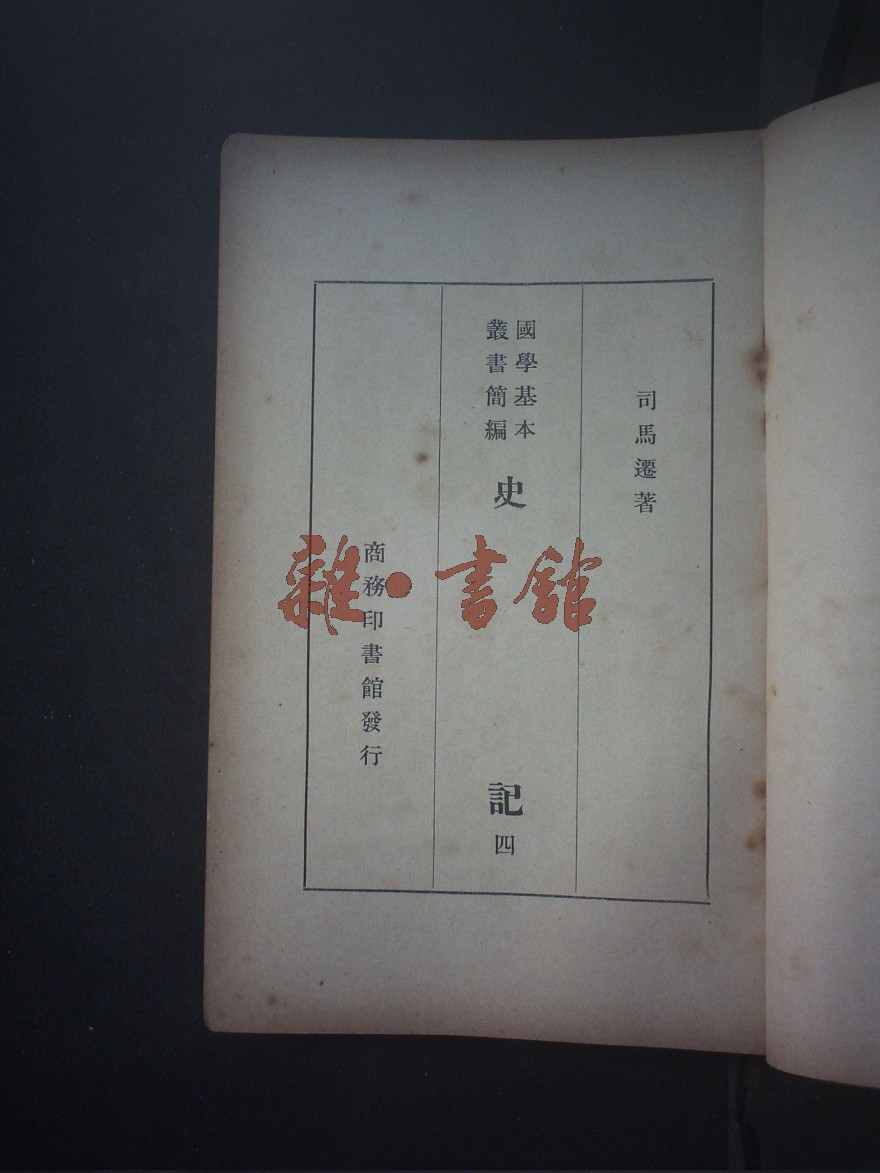 司馬遷著
國學基本
叢書簡編
史記 四
商務印書館發行
雜·書館